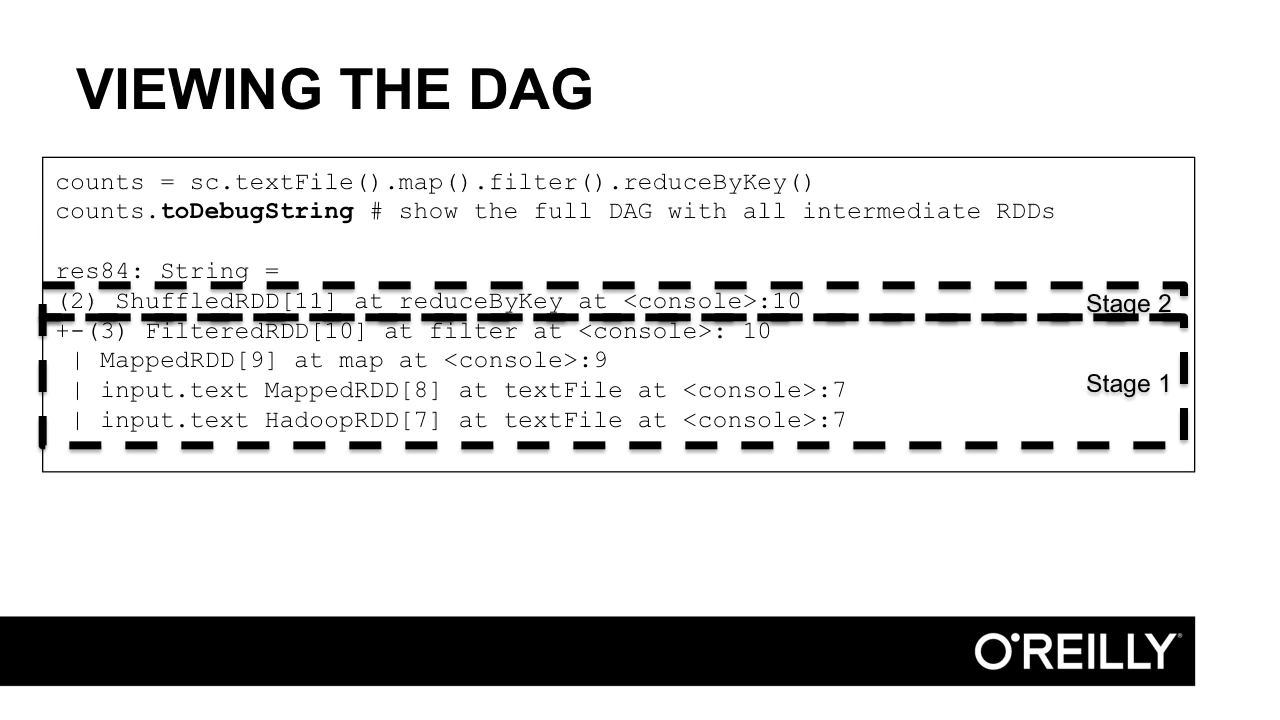 VIEWING THE DAG
counts = sc.textFile().map().filter().reduceByKey()
counts.toDebugString # show the full DAG with all intermediate RDDs
res84: String =
(2) ShuffledRDD[11] at reduceByKey at <console>:10
Stage 2
+-(3) FilteredRDD[10] at filter at <console>: 10
| MappedRDD[9] at map at <console>:9
| input.text MappedRDD[8] at textFile at <console>:7
Stage 1
| input.text HadoopRDD[7] at textFile at <console>:7
O'REILLY®